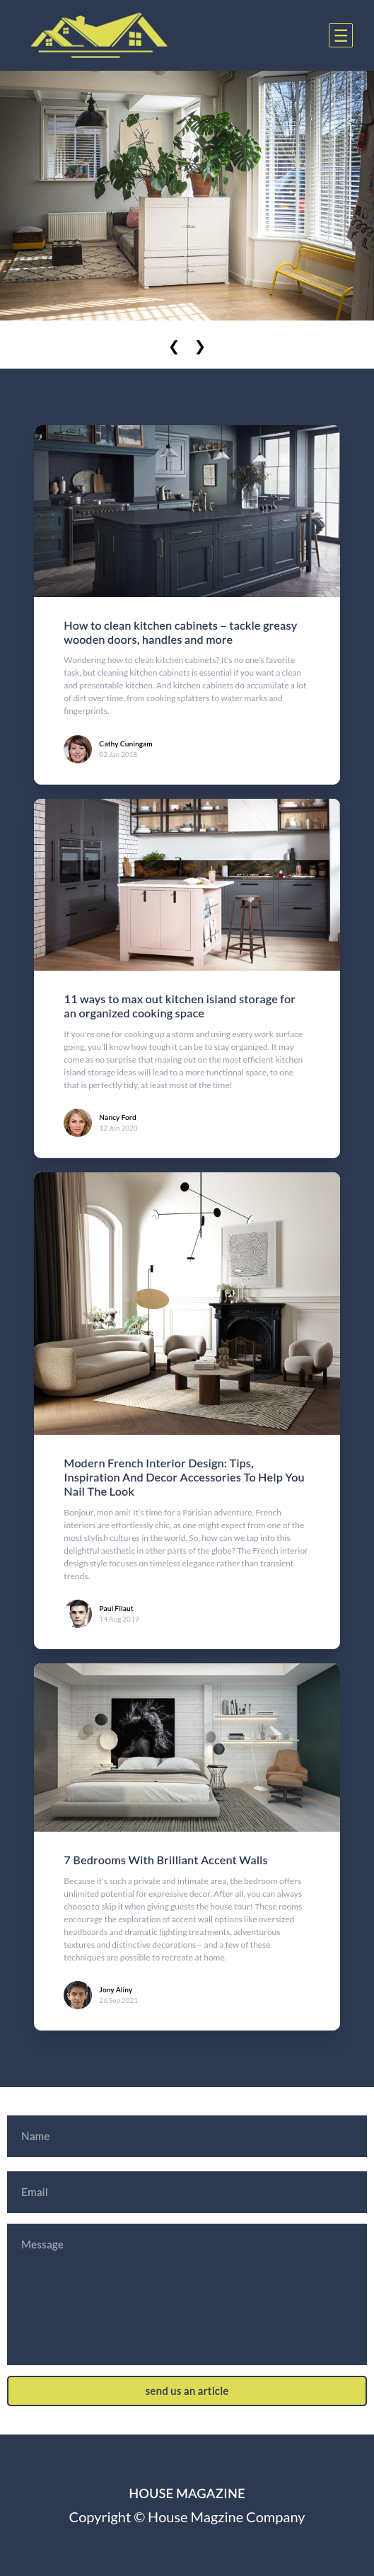 ☰
❮ ❯
How to clean kitchen cabinets – tackle greasy
wooden doors, handles and more
Wondering how to clean kitchen cabinets? It's no one's favorite
task, but cleaning kitchen cabinets is essential if you want a clean
and presentable kitchen. And kitchen cabinets do accumulate a lot
of dirt over time, from cooking splatters to water marks and
fingerprints.
Cathy Cuningam
02 Jan 2018
11 ways to max out kitchen island storage for
an organized cooking space
If you're one for cooking up a storm and using every work surface
going, you'll know how tough it can be to stay organized. It may
come as no surprise that maxing out on the most efficient kitchen
island storage ideas will lead to a more functional space, to one
that is perfectly tidy, at least most of the time!
Nancy Ford
12 Jun 2020
Modern French Interior Design: Tips,
Inspiration And Decor Accessories To Help You
Nail The Look
Bonjour, mon ami! It's time for a Parisian adventure. French
interiors are effortlessly chic, as one might expect from one of the
most stylish cultures in the world. So, how can we tap into this
delightful aesthetic in other parts of the globe? The French interior
design style focuses on timeless elegance rather than transient
trends.
Paul Filaut
14 Aug 2019
7 Bedrooms With Brilliant Accent Walls
Because it's such a private and intimate area, the bedroom offers
unlimited potential for expressive decor. After all, you can always
choose to skip it when giving guests the house tour! These rooms
encourage the exploration of accent wall options like oversized
headboards and dramatic lighting treatments, adventurous
textures and distinctive decorations – and a few of these
techniques are possible to recreate at home.
Jony Aliny
26 Sep 2021
Name
Email
Message
send us an article
HOUSE MAGAZINE
Copyright © House Magzine Company